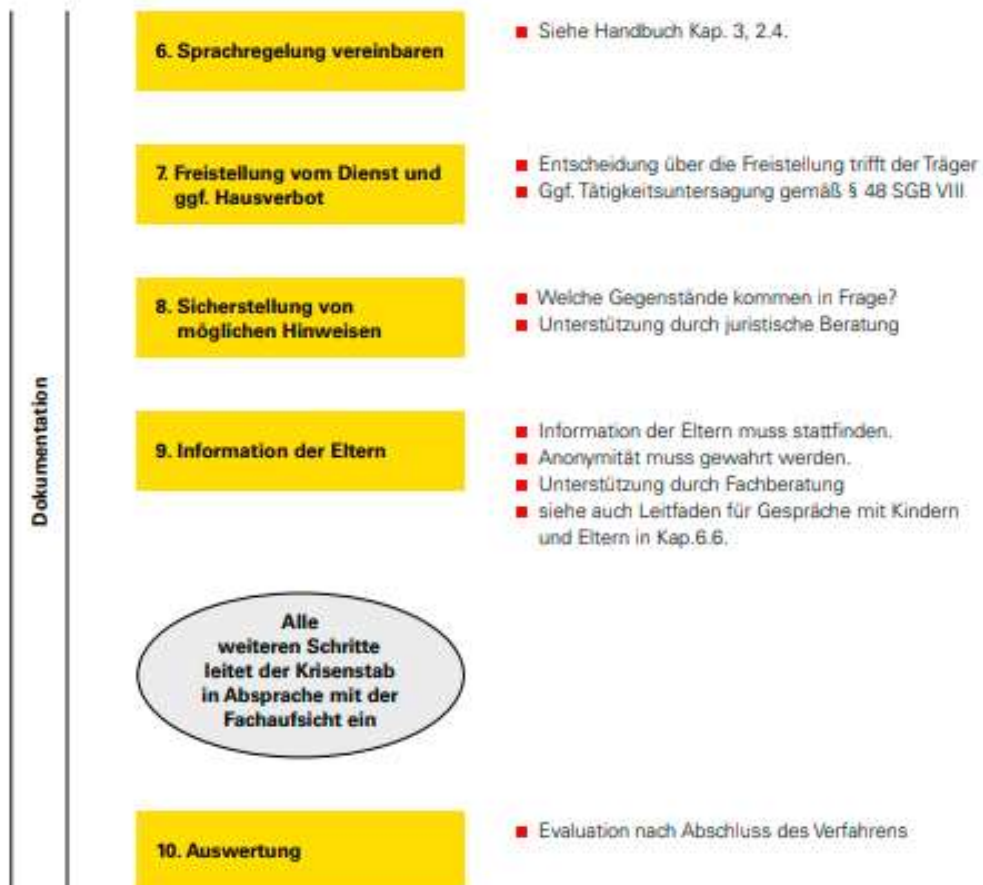 6. Sprachregelung vereinbaren
■ Siehe Handbuch Kap. 3, 2.4.
7. Freistellung vom Dienst und
ggf. Hausverbot
■ Entscheidung über die Freistellung trifft der Träger
■ Ggf. Tätigkeitsuntersagung gemäß § 48 SGB VIII
8. Sicherstellung von
möglichen Hinweisen
■ Welche Gegenstände kommen in Frage?
■ Unterstützung durch juristische Beratung
Dokumentation
9. Information der Eltern
■ Information der Eltern muss stattfinden.
■ Anonymität muss gewahrt werden.
■ Unterstützung durch Fachberatung
■ siehe auch Leitfaden für Gespräche mit Kindern
und Eltern in Kap.6.6.
Alle
weiteren Schritte
leitet der Krisenstab
in Absprache mit der
Fachaufsicht ein
10. Auswertung
■ Evaluation nach Abschluss des Verfahrens